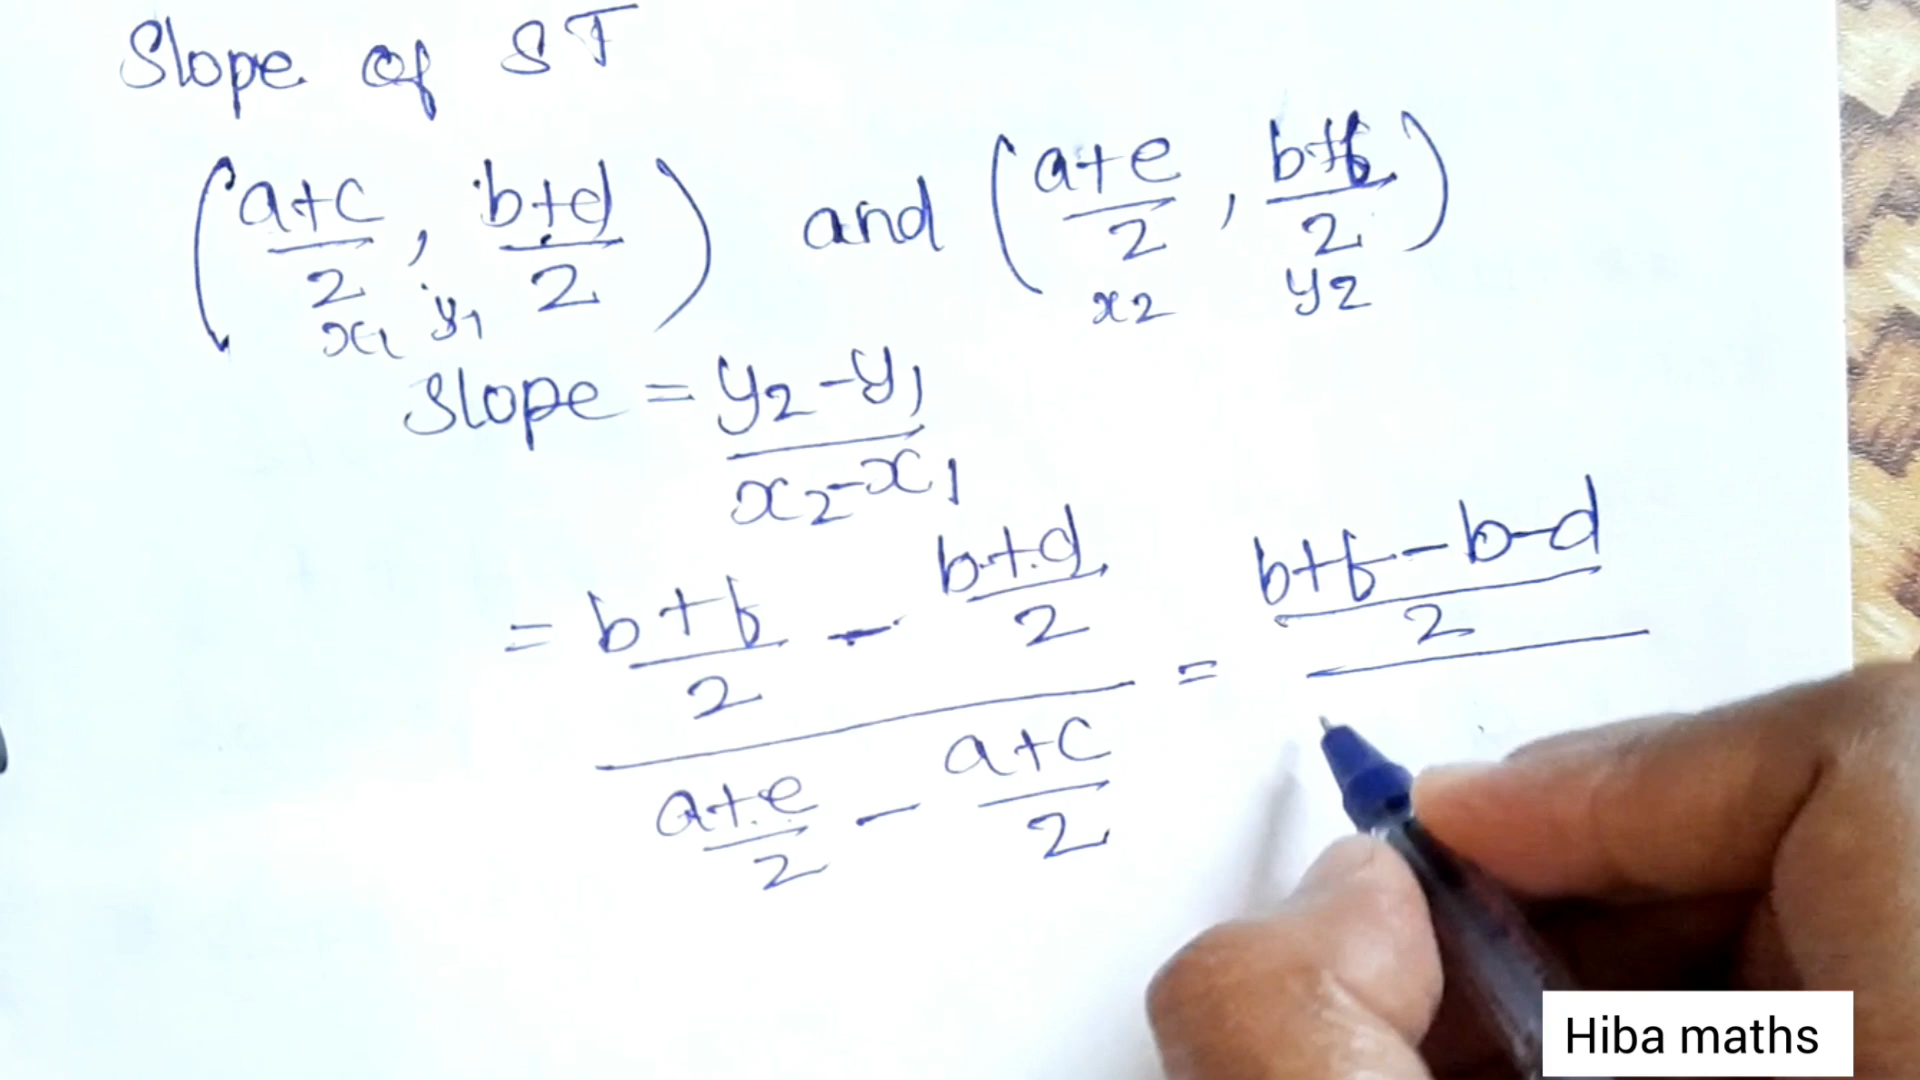 Slope of ST
(a+c/2, b+d/2) and (a+e/2, b+f/2)
x1 y1 x2 y2
Slope = y2-y1/x2-x1
= b+f/2 - b+d/2 / a+e/2 - a+c/2 = b+f-b-d/2
Hiba maths